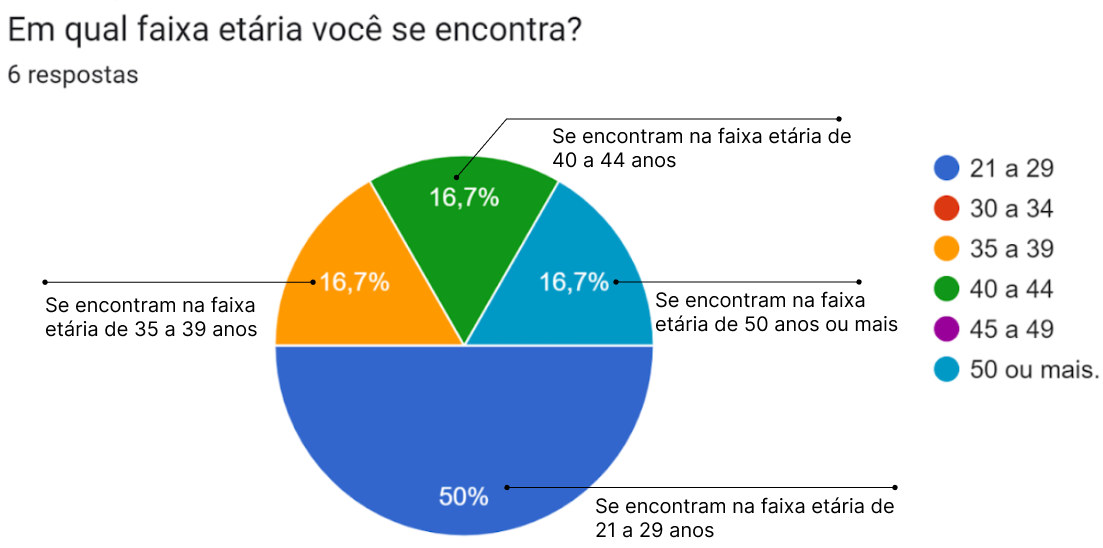 Em qual faixa etária você se encontra?
6 respostas
Se encontram na faixa etária de
40 a 44 anos
16,7%
16,7%
16,7%
Se encontram na faixa
etária de 35 a 39 anos
Se encontram na faixa
etária de 50 anos ou mais
50%
Se encontram na faixa etária de
21 a 29 anos
21 a 29
30 a 34
35 a 39
40 a 44
45 a 49
50 ou mais.